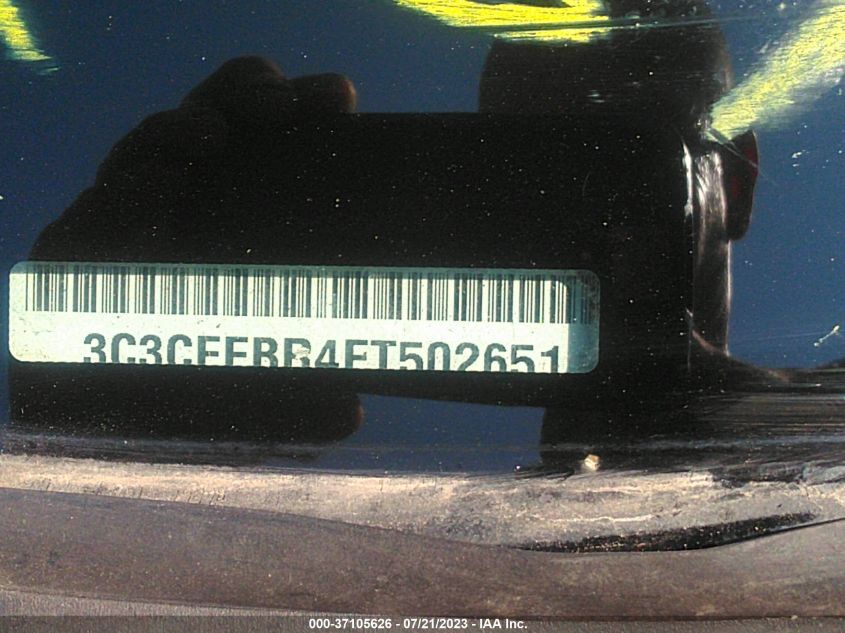 3C3CFFBR4FT502651
000-37105626 - 07/21/2023 - IAA Inc.